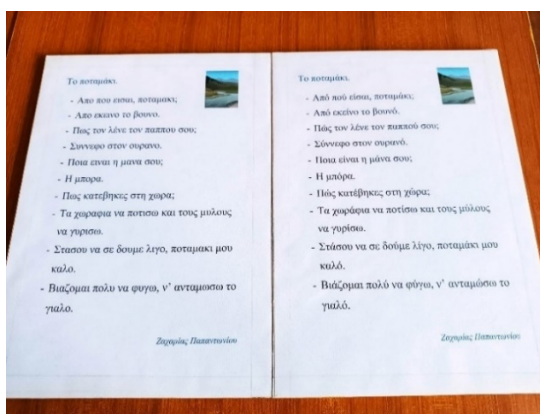 Το ποταμάκι.
- Απο που εισαι, ποταμακι;
- Απο εκεινο το βουνο.
- Πως τον λένε τον παππου σου;
- Συννεφο στον ουρανο.
- Ποια ειναι η μανα σου;
- Η μπορα.
- Πως κατεβηκες στη χωρα;
- Τα χωραφια να ποτισω και τους μυλους
να γυρισω.
- Στασου να σε δουμε λιγο, ποταμακι μου
καλο.
- Βιαζομαι πολυ να φυγω, ν’ ανταμωσω το
γιαλο.
Ζαχαρίας Παπαντωνίου
Το ποταμάκι.
- Από πού είσαι, ποταμάκι;
- Από εκείνο το βουνό.
- Πώς τον λένε τον παππού σου;
- Σύννεφο στον ουρανό.
- Ποια είναι η μάνα σου;
- Η μπόρα.
- Πώς κατέβηκες στη χώρα;
- Τα χωράφια να ποτίσω και τους μύλους
να γυρίσω.
- Στάσου να σε δούμε λίγο, ποταμάκι μου
καλό.
- Βιάζομαι πολύ να φύγω, ν’ ανταμώσω το
γιαλό.
Ζαχαρίας Παπαντωνίου